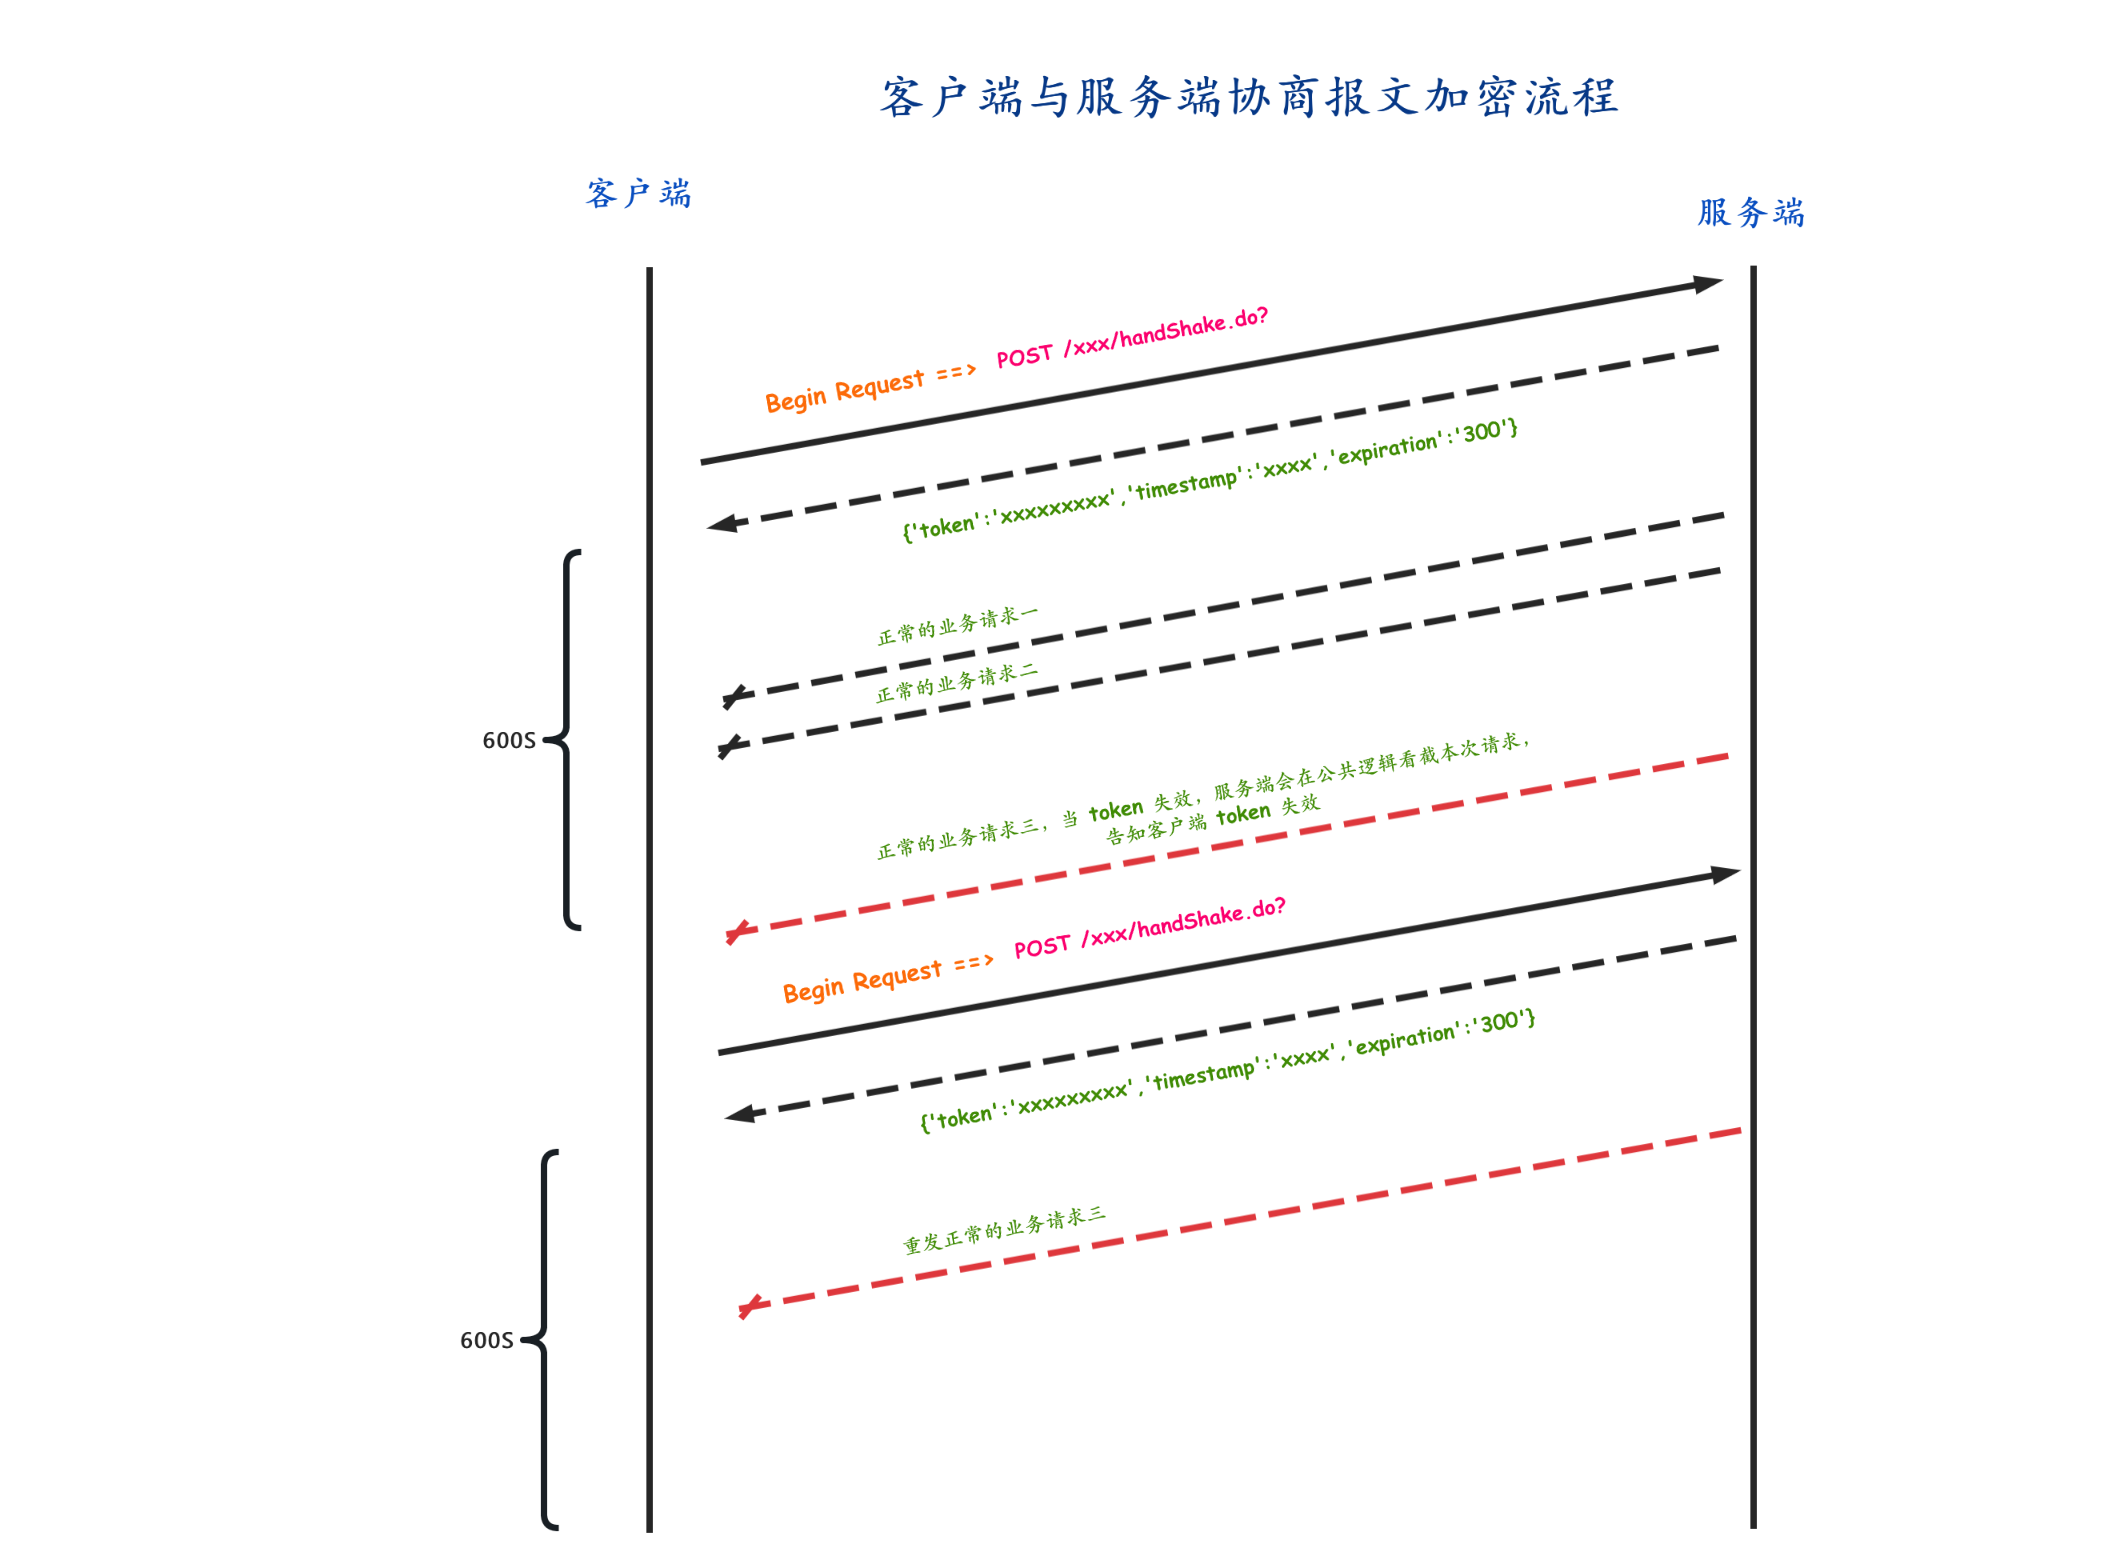 客户端与服务端协商报文加密流程
客户端
服务端
Begin Request ==> POST /xxx/handShake.do?
{'token':'xxxxxxxxx','timestamp':'xxxx','expiration':'300'}
正常的业务请求一
正常的业务请求二
600S
正常的业务请求三，当 token 失效，服务端会在公共逻辑看截本次请求，
告知客户端 token 失效
Begin Request ==> POST /xxx/handShake.do?
{'token':'xxxxxxxxx','timestamp':'xxxx','expiration':'300'}
重发正常的业务请求三
600S